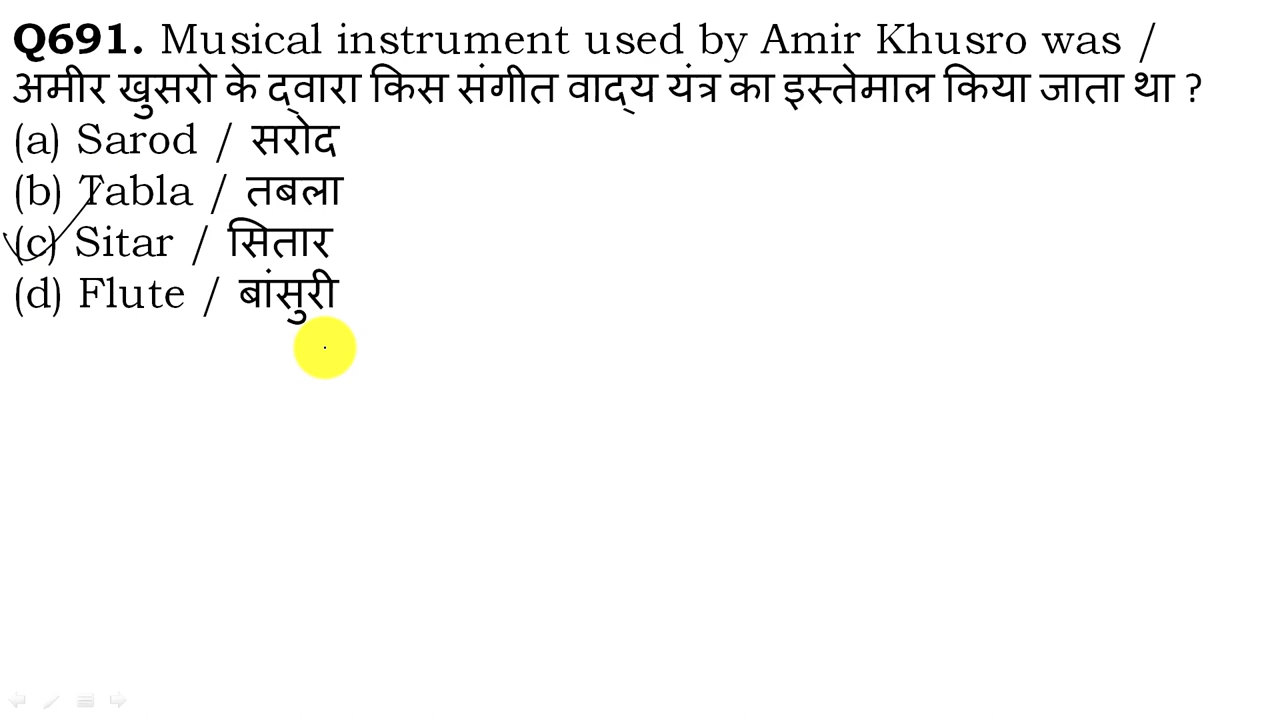 Q691. Musical instrument used by Amir Khusro was /
अमीर खुसरो के द्वारा किस संगीत वाद्य यंत्र का इस्तेमाल किया जाता था ?
(a) Sarod / सरोद
(b) Tabla / तबला
(c) Sitar / सितार
(d) Flute / बांसुरी